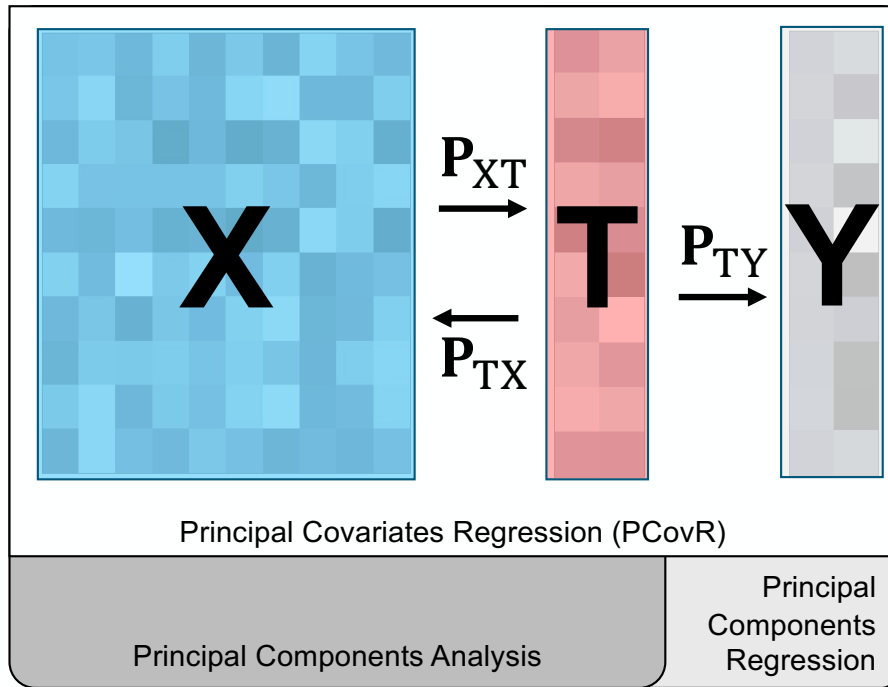 X
P_XT
P_TX
T
P_TY
Y
Principal Covariates Regression (PCovR)
Principal Components Analysis
Principal
Components
Regression